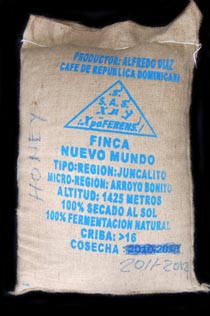 PRODUCTOR: ALFREDO DIAZ
CAFE DE REPUBLICA DOMINICANA
.S.
S. A. S.
X M Y
:XpoFERENS./
FINCA
NUEVO MUNDO
TIPO-REGION: JUNCALITO
MICRO-REGION: ARROYO BONITO
ALTITUD: 1425 METROS
100% SECADO AL SOL
100% FERMENTACION NATURAL
CRIBA: >16
COSECHA :
2011-2012
HONEY